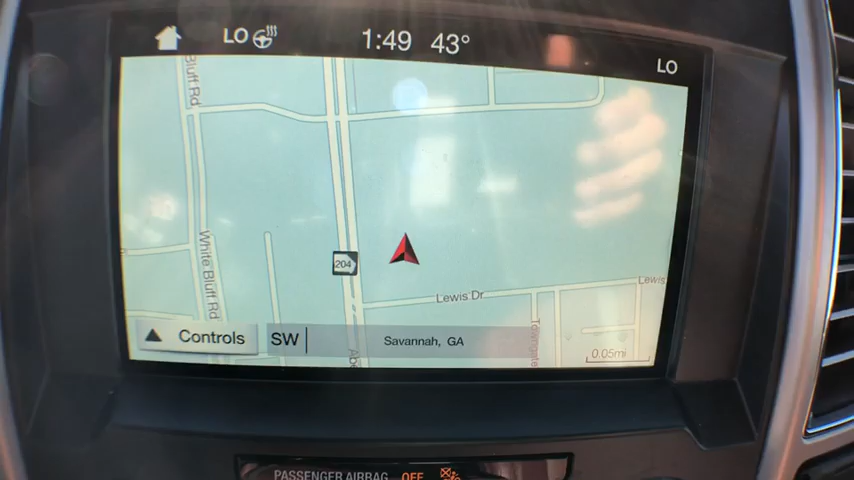 LO 1:49 43°
LO
Bluff Rd
204
White Bluff Rd
Lewis Dr
Lewis
Controls SW Savannah, GA
Towngate
0.05mi
PASSENGER AIRBAG OFF